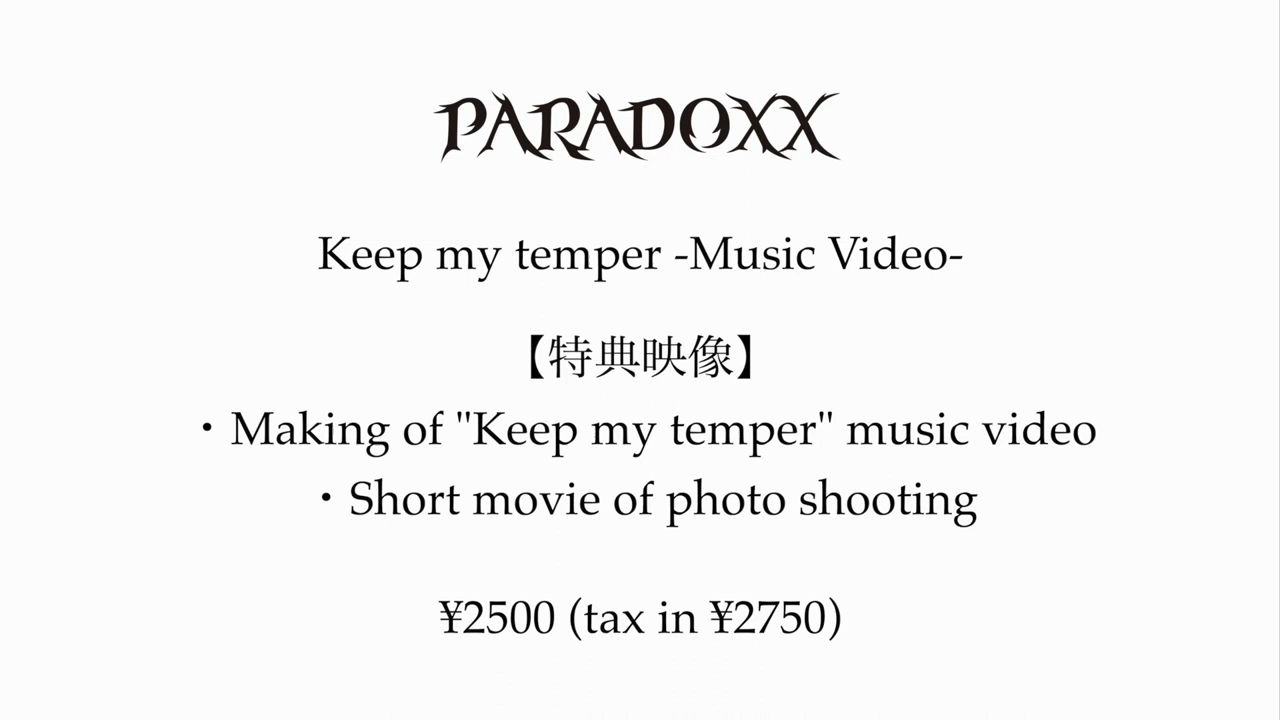 PARADOXX
Keep my temper -Music Video-
【特典映像】
・Making of "Keep my temper" music video
・Short movie of photo shooting
¥2500 (tax in ¥2750)